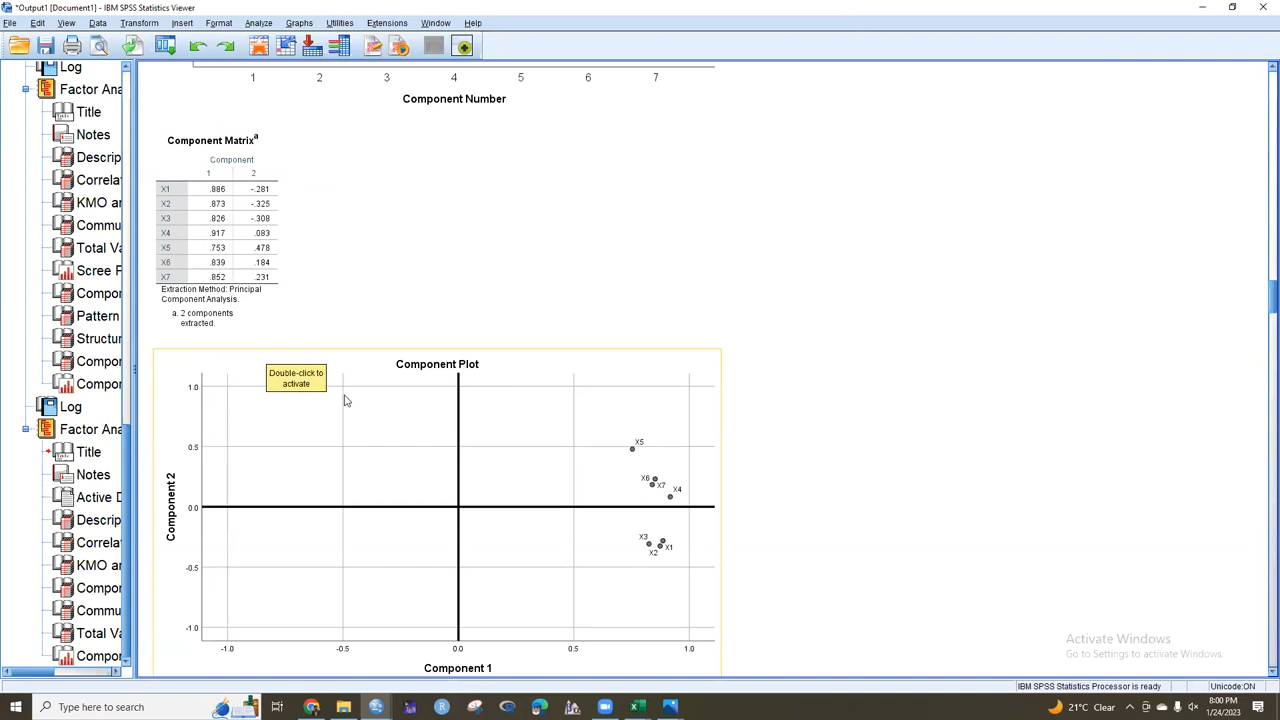 *Output1 [Document1] - IBM SPSS Statistics Viewer
File Edit View Data Transform Insert Format Analyze Graphs Utilities Extensions Window Help
Log
Factor Ana
Title
Notes
Descrip
Correla
KMO ar
Commu
Total Va
Scree F
Compo
Pattern
Structu
Compo
Compo
Log
Factor Ana
Title
Notes
Active D
Descrip
Correla
KMO ar
Compo
Commu
Total Va
Compo
1 2 3 4 5 6 7
Component Number
Component Matrixa
Component
1 2
X1 .886 -.281
X2 .873 -.325
X3 .826 -.308
X4 .917 .083
X5 .753 .478
X6 .839 .184
X7 .852 .231
Extraction Method: Principal
Component Analysis.
a. 2 components
extracted.
Component Plot
Double-click to
activate
1.0
0.5
0.0
-0.5
-1.0
Component 2
X5
X6
X7
X4
X3
X1
X2
-1.0 -0.5 0.0 0.5 1.0
Component 1
Activate Windows
Go to Settings to activate Windows.
IBM SPSS Statistics Processor is ready Unicode:ON
Type here to search
21°C Clear
8:00 PM
1/24/2023